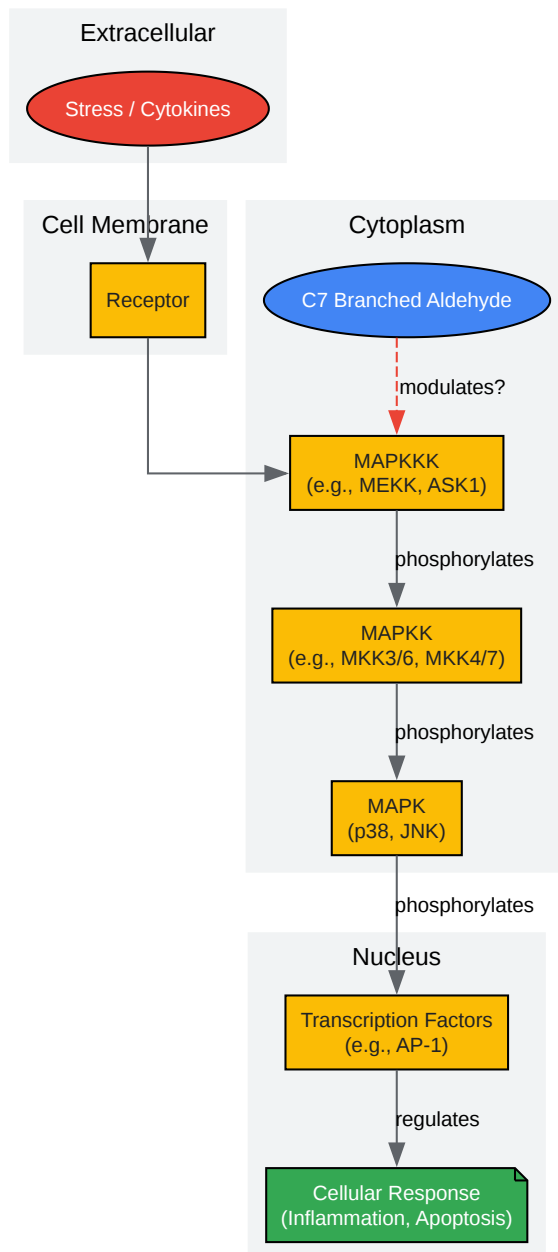 Extracellular
Stress / Cytokines
Cell Membrane
Receptor
Cytoplasm
C7 Branched Aldehyde
modulates?
MAPKKK
(e.g., MEKK, ASK1)
phosphorylates
MAPKK
(e.g., MKK3/6, MKK4/7)
phosphorylates
MAPK
(p38, JNK)
phosphorylates
Nucleus
Transcription Factors
(e.g., AP-1)
regulates
Cellular Response
(Inflammation, Apoptosis)